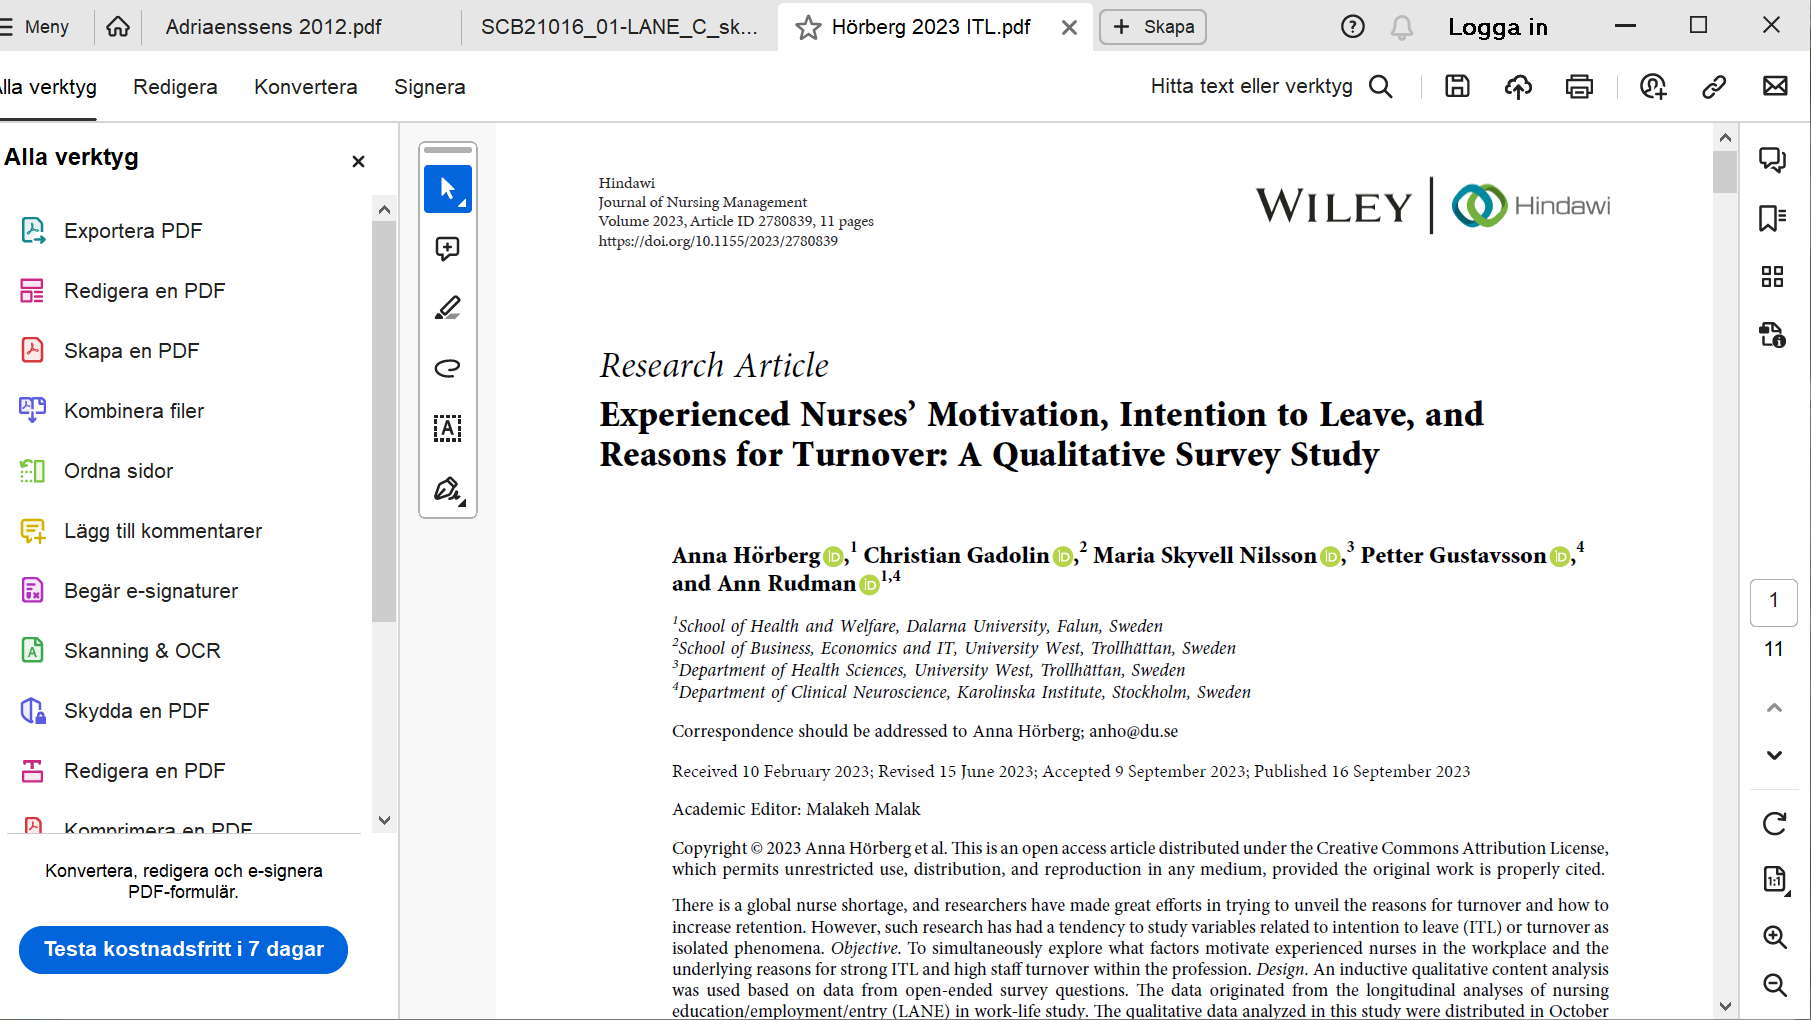 Meny
Adriaenssens 2012.pdf
SCB21016_01-LANE_C_sk...
Hörberg 2023 ITL.pdf
Skapa
Logga in
lla verktyg
Redigera
Konvertera
Signera
Hitta text eller verktyg
Alla verktyg
Exportera PDF
Redigera en PDF
Skapa en PDF
Kombinera filer
Ordna sidor
Lägg till kommentarer
Begär e-signaturer
Skanning & OCR
Skydda en PDF
Redigera en PDF
Komprimera en PDF
Konvertera, redigera och e-signera
PDF-formulär.
Testa kostnadsfritt i 7 dagar
Hindawi
Journal of Nursing Management
Volume 2023, Article ID 2780839, 11 pages
https://doi.org/10.1155/2023/2780839
WILEY
Hindawi
Research Article
Experienced Nurses’ Motivation, Intention to Leave, and
Reasons for Turnover: A Qualitative Survey Study
Anna Hörberg iD,1 Christian Gadolin iD,2 Maria Skyvell Nilsson iD,3 Petter Gustavsson iD,4
and Ann Rudman iD 1,4
1School of Health and Welfare, Dalarna University, Falun, Sweden
2School of Business, Economics and IT, University West, Trollhättan, Sweden
3Department of Health Sciences, University West, Trollhättan, Sweden
4Department of Clinical Neuroscience, Karolinska Institute, Stockholm, Sweden
Correspondence should be addressed to Anna Hörberg; anho@du.se
Received 10 February 2023; Revised 15 June 2023; Accepted 9 September 2023; Published 16 September 2023
Academic Editor: Malakeh Malak
Copyright © 2023 Anna Hörberg et al. This is an open access article distributed under the Creative Commons Attribution License,
which permits unrestricted use, distribution, and reproduction in any medium, provided the original work is properly cited.
There is a global nurse shortage, and researchers have made great efforts in trying to unveil the reasons for turnover and how to
increase retention. However, such research has had a tendency to study variables related to intention to leave (ITL) or turnover as
isolated phenomena. Objective. To simultaneously explore what factors motivate experienced nurses in the workplace and the
underlying reasons for strong ITL and high staff turnover within the profession. Design. An inductive qualitative content analysis
was used based on data from open-ended survey questions. The data originated from the longitudinal analyses of nursing
education/employment/entry (LANE) in work-life study. The qualitative data analyzed in this study were distributed in October
1
11
1:1